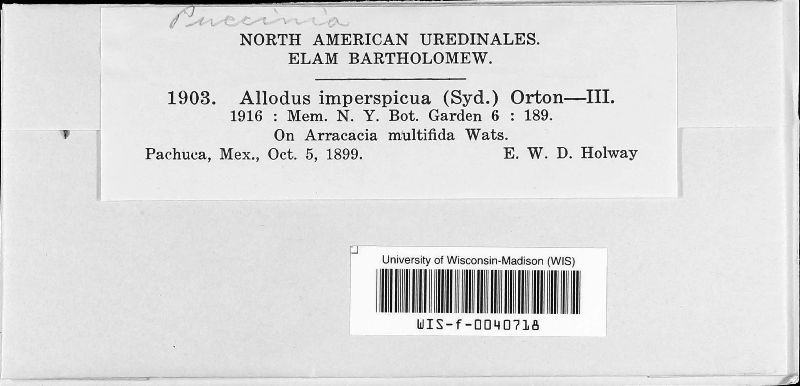 Puccinia
NORTH AMERICAN UREDINALES.
ELAM BARTHOLOMEW.
1903. Allodus imperspicua (Syd.) Orton—III.
1916 : Mem. N. Y. Bot. Garden 6 : 189.
On Arracacia multifida Wats.
Pachuca, Mex., Oct. 5, 1899. E. W. D. Holway
University of Wisconsin-Madison (WIS)
WIS-f-0040718